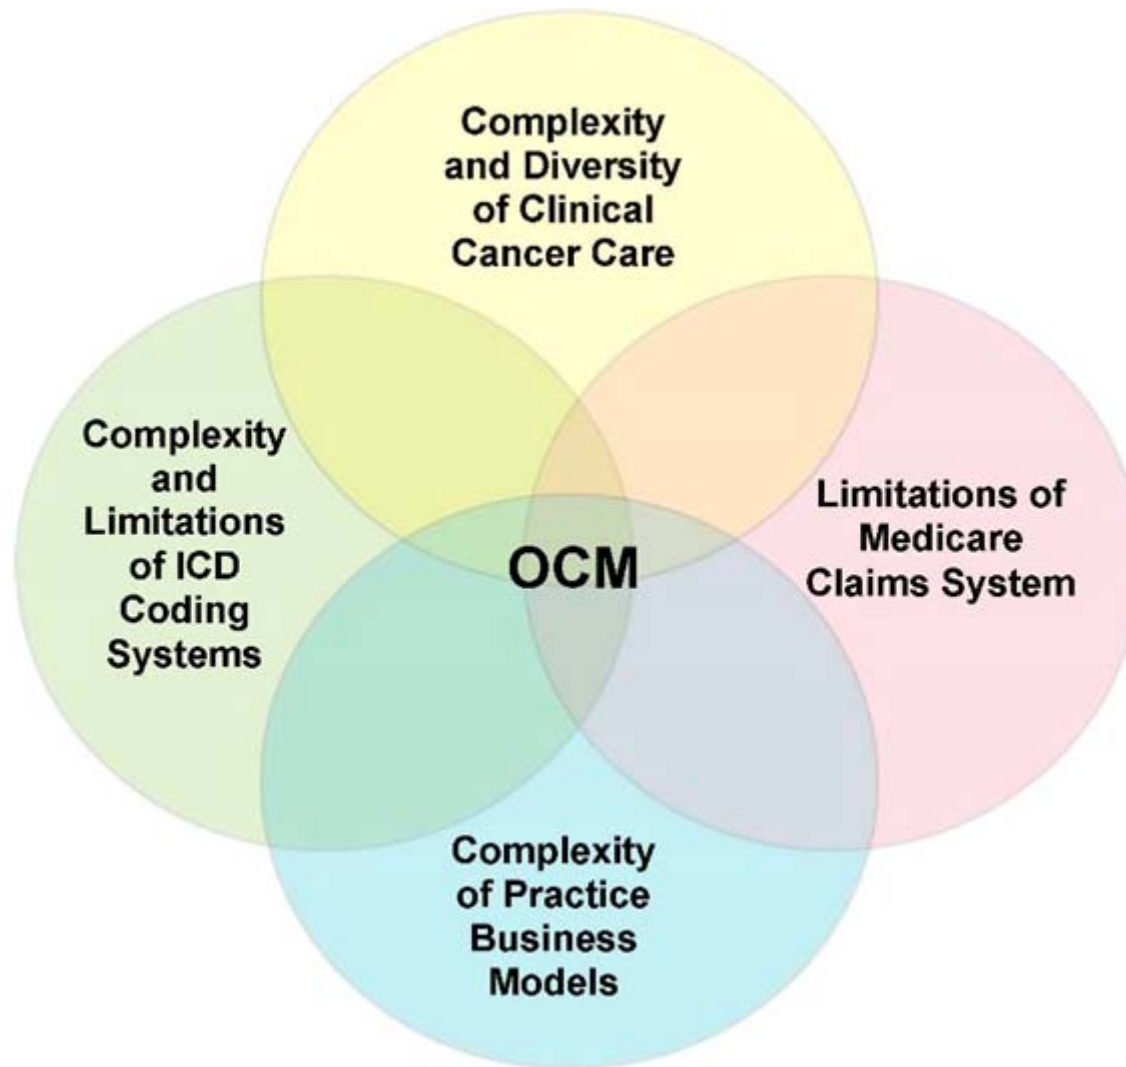 Complexity
and Diversity
of Clinical
Cancer Care
Complexity
and
Limitations
of ICD
Coding
Systems
OCM
Limitations of
Medicare
Claims System
Complexity
of Practice
Business
Models